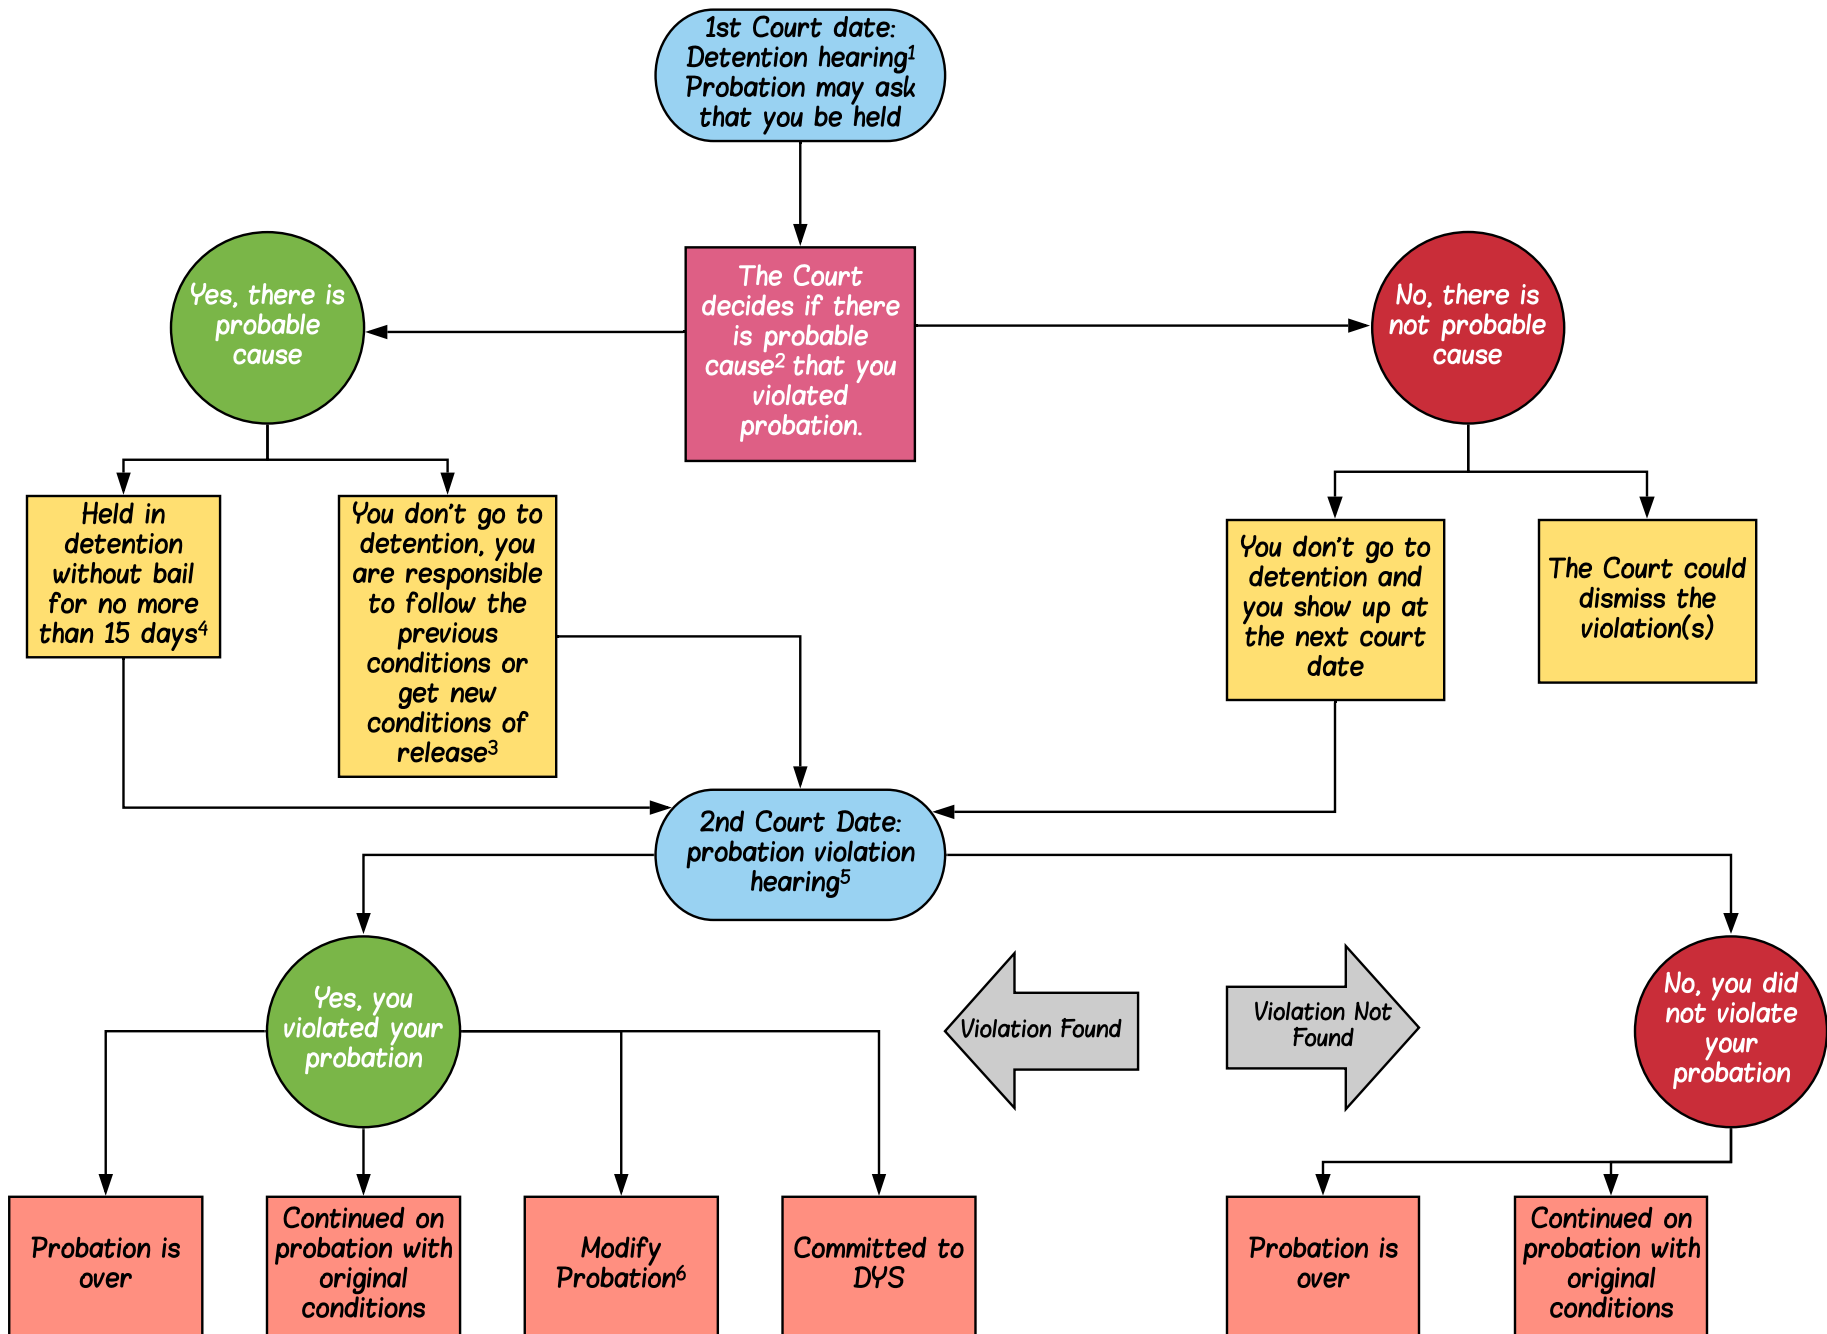 1st Court date:
Detention hearing¹
Probation may ask
that you be held
Yes, there is
probable
cause
The Court
decides if there
is probable
cause² that you
violated
probation.
No, there is
not probable
cause
Held in
detention
without bail
for no more
than 15 days⁴
You don't go to
detention, you
are responsible
to follow the
previous
conditions or
get new
conditions of
release³
You don't go to
detention and
you show up at
the next court
date
The Court could
dismiss the
violation(s)
2nd Court Date:
probation violation
hearing⁵
Yes, you
violated your
probation
Violation Found
Violation Not
Found
No, you did
not violate
your
probation
Probation is
over
Continued on
probation with
original
conditions
Modify
Probation⁶
Committed to
DYS
Probation is
over
Continued on
probation with
original
conditions